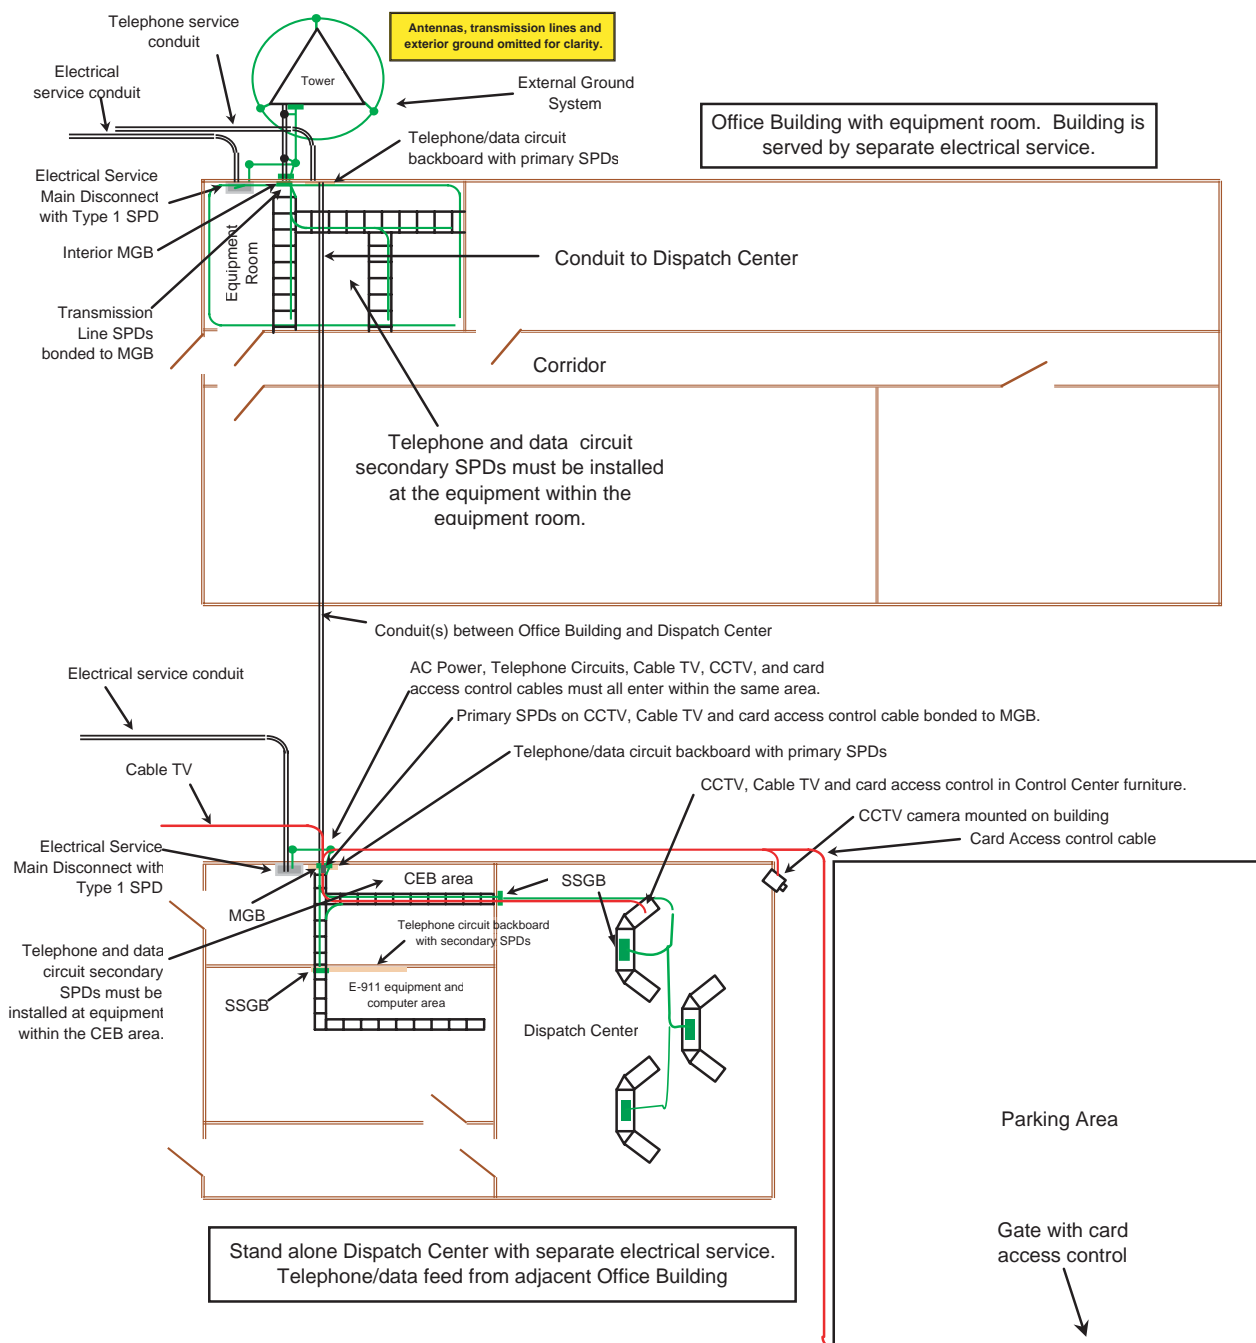 Telephone service
conduit
Antennas, transmission lines and
exterior ground omitted for clarity.
Electrical
service conduit
Tower
External Ground
System
Office Building with equipment room.  Building is
served by separate electrical service.
Telephone/data circuit
backboard with primary SPDs
Electrical Service
Main Disconnect
with Type 1 SPD
Interior MGB
Equipment
Room
Conduit to Dispatch Center
Transmission
Line SPDs
bonded to MGB
Corridor
Telephone and data  circuit
secondary SPDs must be installed
at the equipment within the
equipment room.
Conduit(s) between Office Building and Dispatch Center
Electrical service conduit
AC Power, Telephone Circuits, Cable TV, CCTV, and card
access control cables must all enter within the same area.
Primary SPDs on CCTV, Cable TV and card access control cable bonded to MGB.
Telephone/data circuit backboard with primary SPDs
Cable TV
CCTV, Cable TV and card access control in Control Center furniture.
CCTV camera mounted on building
Card Access control cable
Electrical Service
Main Disconnect with
Type 1 SPD
CEB area
SSGB
MGB
Telephone circuit backboard
with secondary SPDs
Telephone and data
circuit secondary
SPDs must be
installed at equipment
within the CEB area.
SSGB
E-911 equipment and
computer area
Dispatch Center
Parking Area
Stand alone Dispatch Center with separate electrical service.
Telephone/data feed from adjacent Office Building
Gate with card
access control